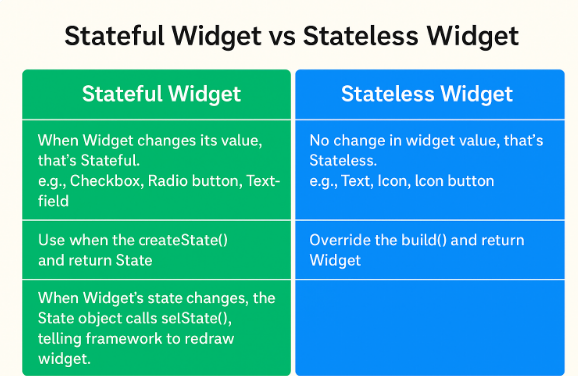 Stateful Widget vs Stateless Widget
Stateful Widget
Stateless Widget
When Widget changes its value,
that's Stateful.
e.g., Checkbox, Radio button, Text-
field
No change in widget value, that's
Stateless.
e.g., Text, Icon, Icon button
Use when the createState()
and return State
Override the build() and return
Widget
When Widget's state changes, the
State object calls selState(),
telling framework to redraw
widget.